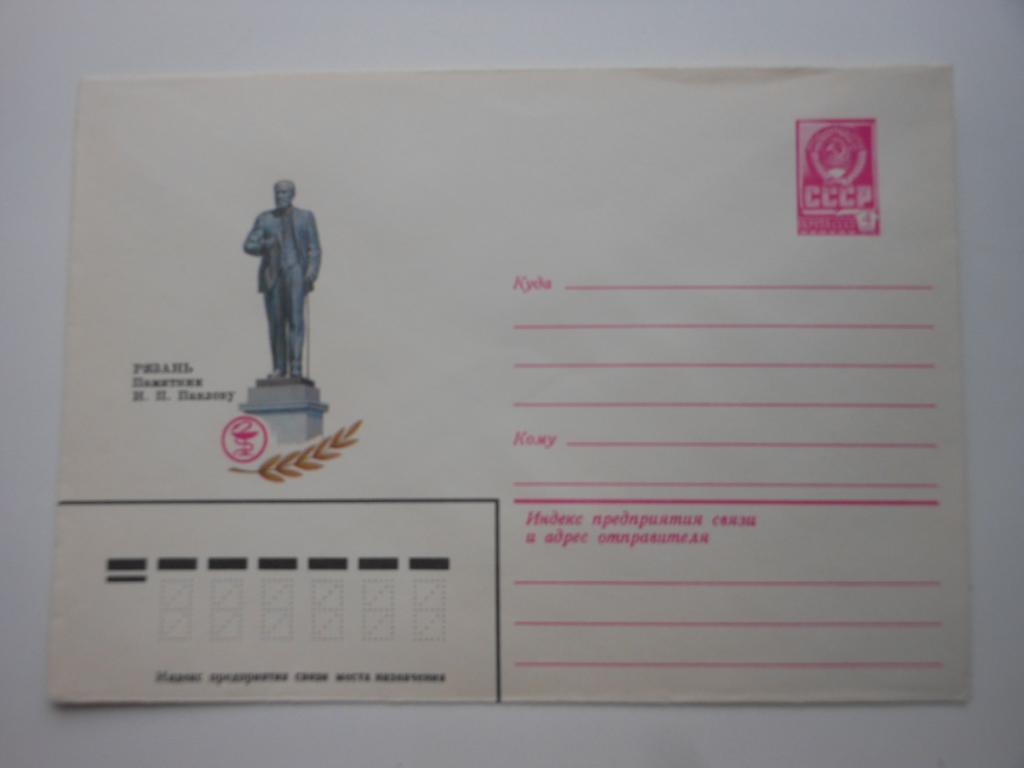 СССР
4
Куда
РЯЗАНЬ
Памятник
И. П. Павлову
Кому
Индекс предприятия связи
и адрес отправителя
Индекс предприятия связи места назначения